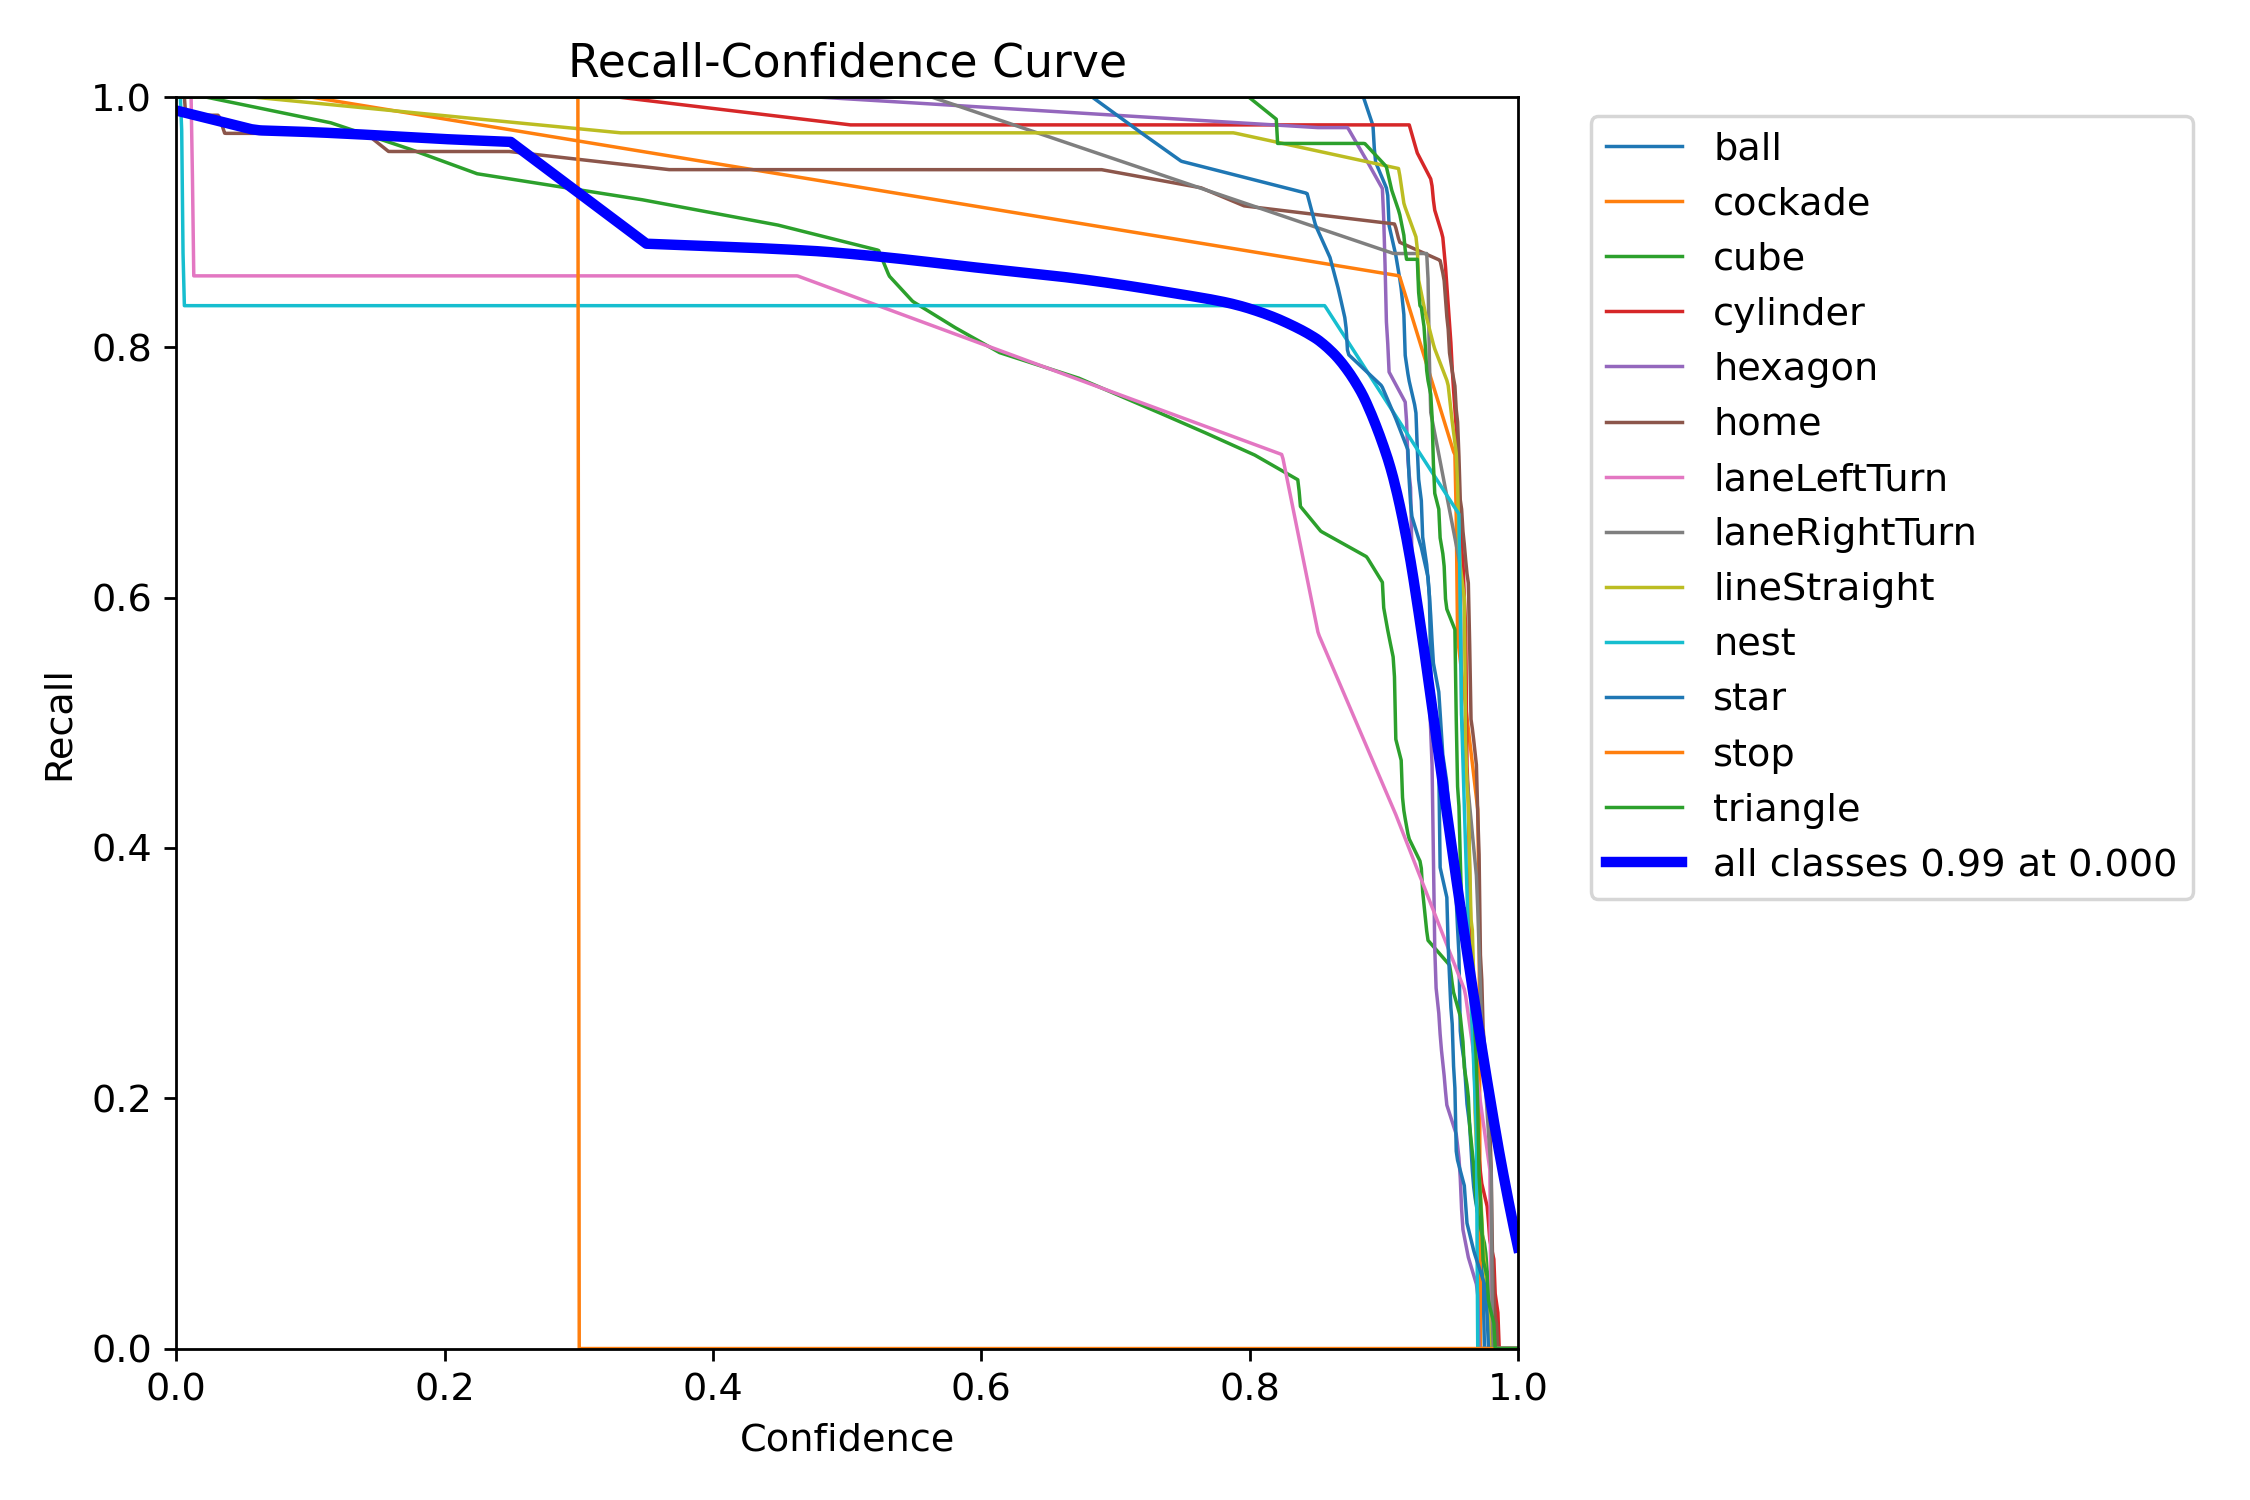 Recall-Confidence Curve
1.0
0.8
0.6
0.4
0.2
0.0
Recall
0.0 0.2 0.4 0.6 0.8 1.0
Confidence
ball
cockade
cube
cylinder
hexagon
home
laneLeftTurn
laneRightTurn
lineStraight
nest
star
stop
triangle
all classes 0.99 at 0.000